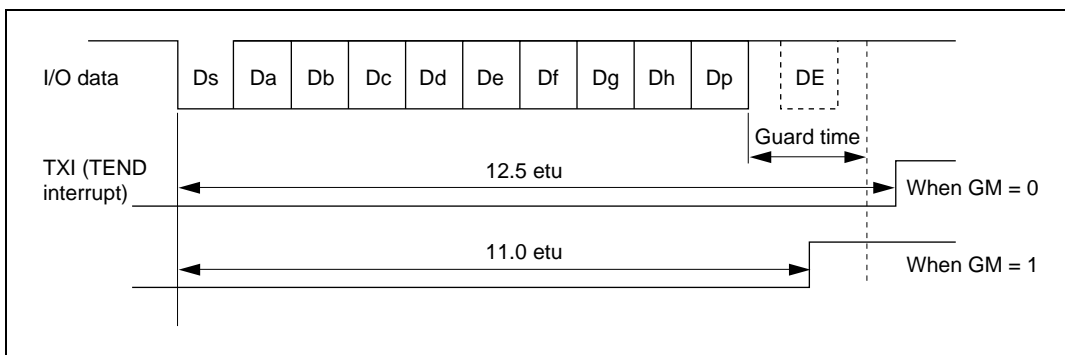 I/O data
Ds Da Db Dc Dd De Df Dg Dh Dp DE
Guard time
TXI (TEND
interrupt)
12.5 etu
When GM = 0
11.0 etu
When GM = 1